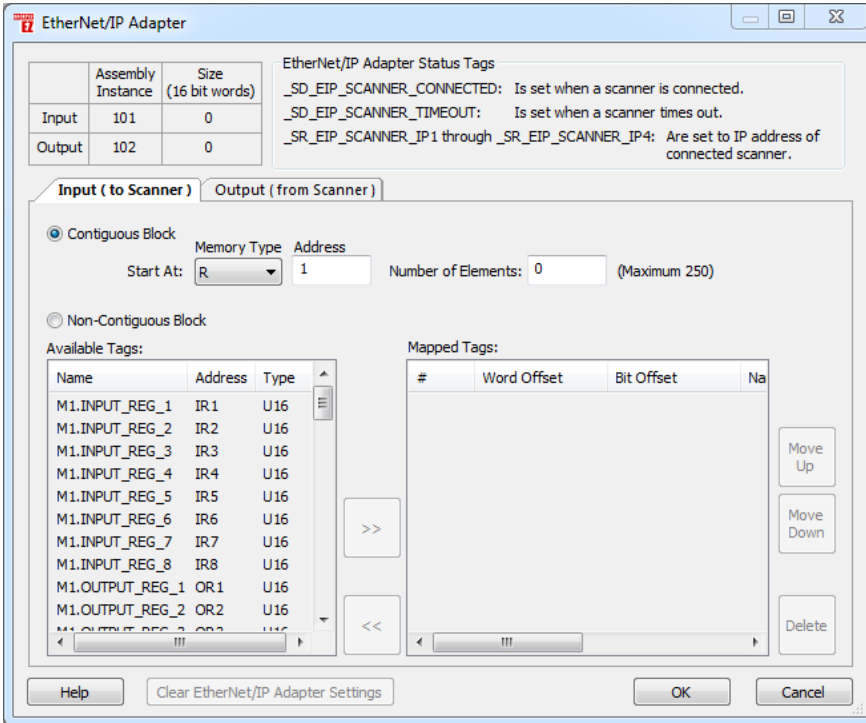 EtherNet/IP Adapter
Assembly Instance Size (16 bit words)
Input 101 0
Output 102 0
EtherNet/IP Adapter Status Tags
_SD_EIP_SCANNER_CONNECTED: Is set when a scanner is connected.
_SD_EIP_SCANNER_TIMEOUT: Is set when a scanner times out.
_SR_EIP_SCANNER_IP1 through _SR_EIP_SCANNER_IP4: Are set to IP address of
connected scanner.
Input ( to Scanner ) Output ( from Scanner )
Contiguous Block
Memory Type Address
Start At: R 1 Number of Elements: 0 (Maximum 250)
Non-Contiguous Block
Available Tags: Mapped Tags:
Name Address Type # Word Offset Bit Offset Na
M1.INPUT_REG_1 IR1 U16
M1.INPUT_REG_2 IR2 U16
M1.INPUT_REG_3 IR3 U16
M1.INPUT_REG_4 IR4 U16
M1.INPUT_REG_5 IR5 U16
M1.INPUT_REG_6 IR6 U16
M1.INPUT_REG_7 IR7 U16
M1.INPUT_REG_8 IR8 U16
M1.OUTPUT_REG_1 OR1 U16
M1.OUTPUT_REG_2 OR2 U16
>>
<<
Move Up
Move Down
Delete
Help Clear EtherNet/IP Adapter Settings OK Cancel